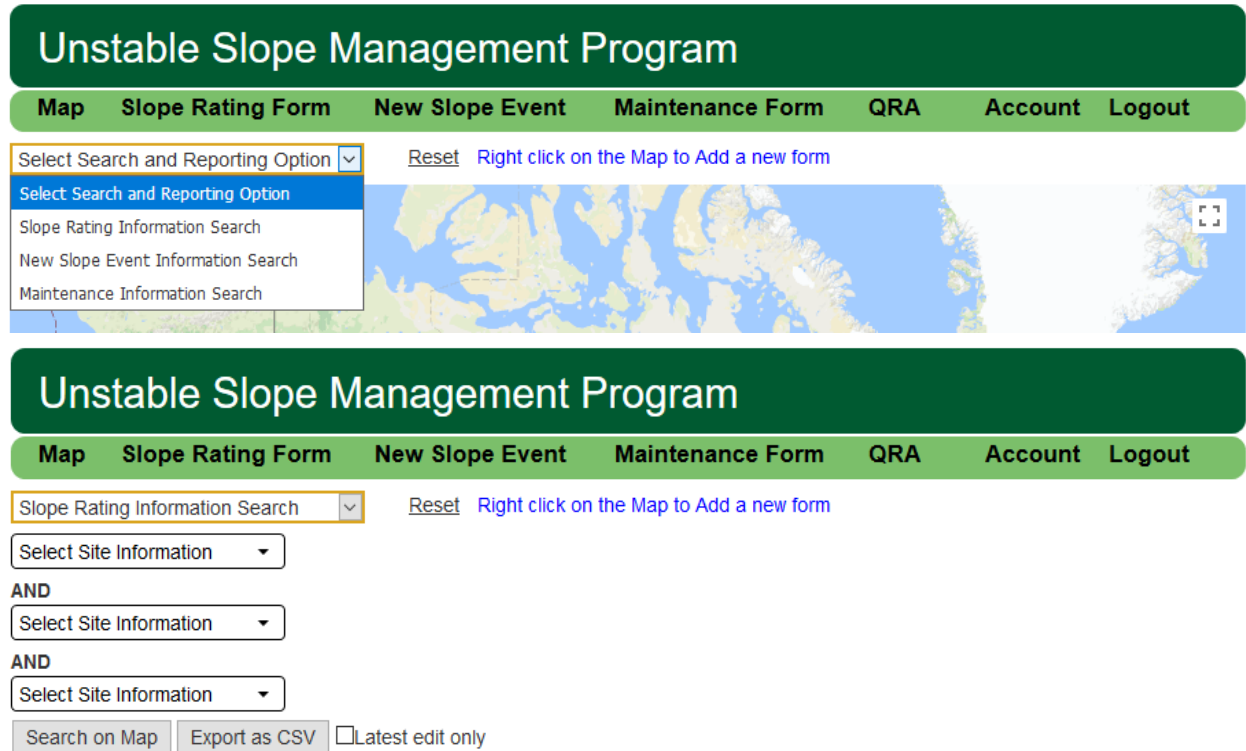 Unstable Slope Management Program
Map Slope Rating Form New Slope Event Maintenance Form QRA Account Logout
Select Search and Reporting Option Reset Right click on the Map to Add a new form
Select Search and Reporting Option
Slope Rating Information Search
New Slope Event Information Search
Maintenance Information Search
Unstable Slope Management Program
Map Slope Rating Form New Slope Event Maintenance Form QRA Account Logout
Slope Rating Information Search Reset Right click on the Map to Add a new form
Select Site Information
AND
Select Site Information
AND
Select Site Information
Search on Map Export as CSV Latest edit only